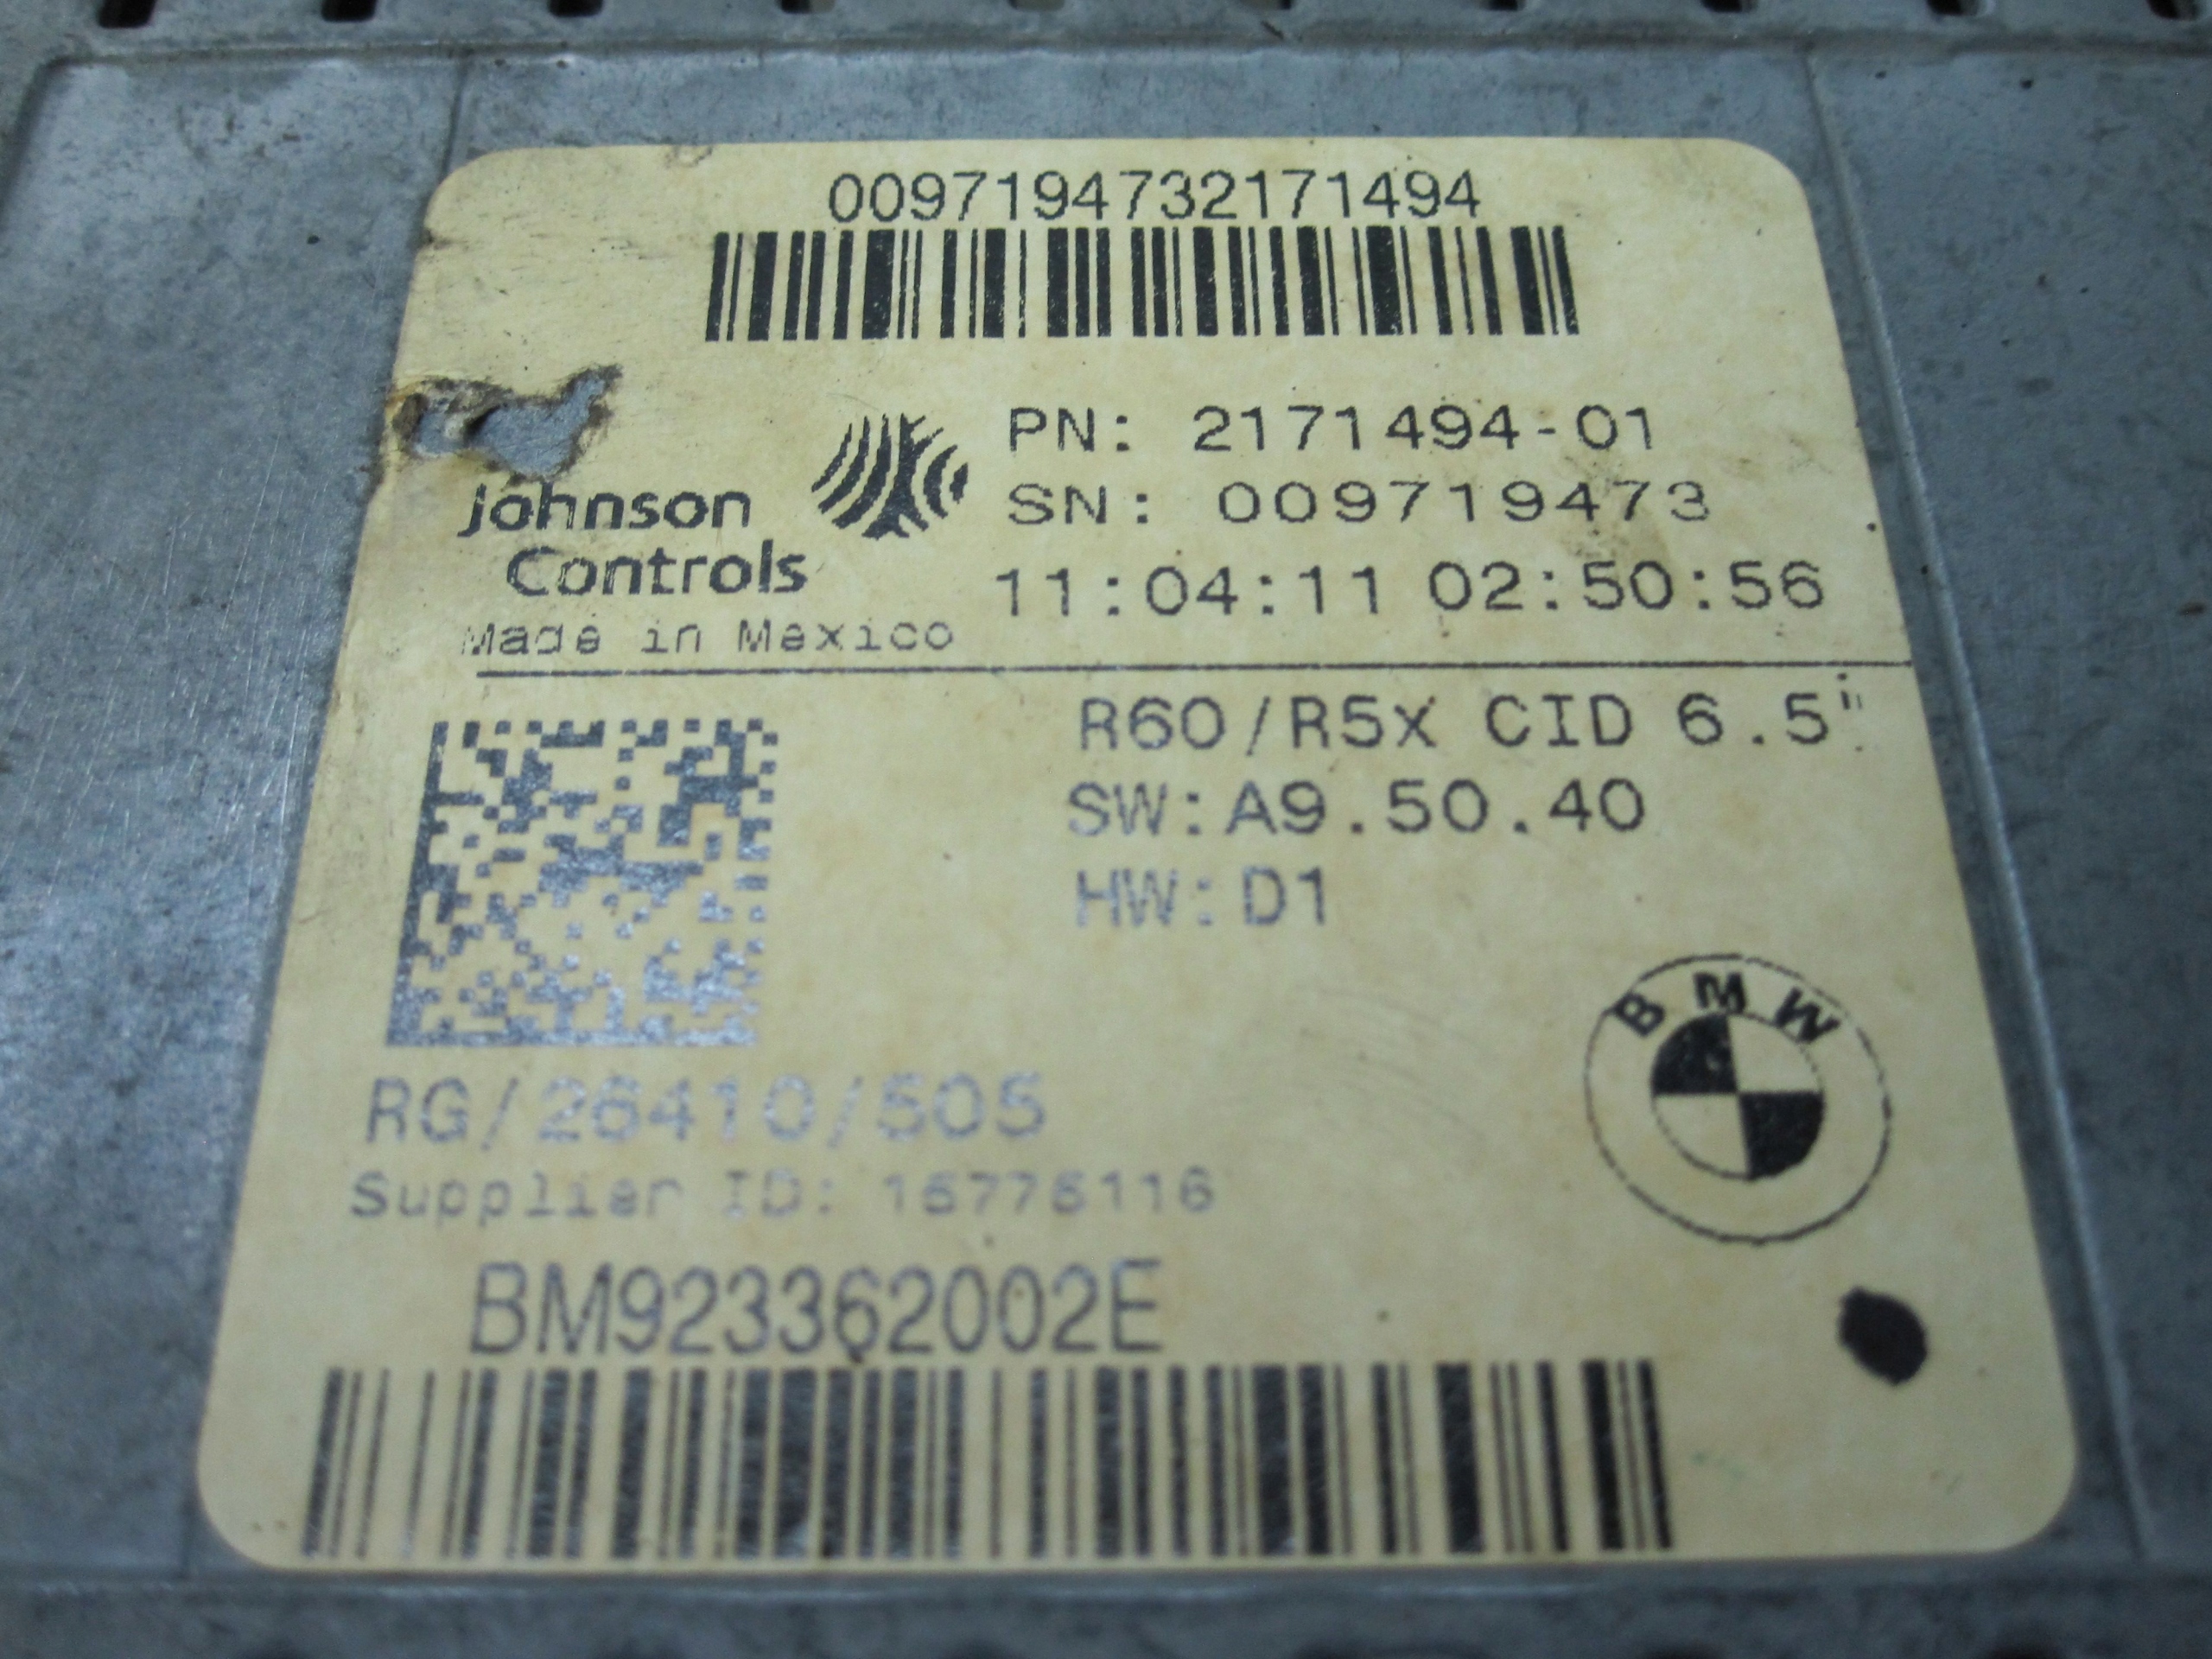 0097194732171494
PN: 2171494-01
SN: 009719473
Johnson
Controls
11:04:11 02:50:56
Made in Mexico
R60/R5x CID 6.5"
SW:A9.50.40
HW:D1
BMW
RG/26410/505
Supplier ID: 15775116
BM923362002E